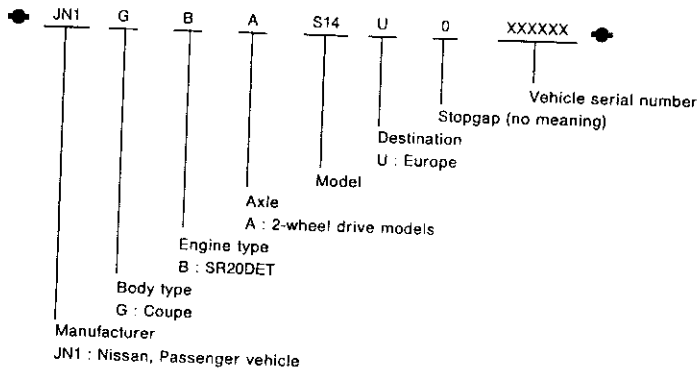 JN1 G B A S14 U 0 XXXXXX
Vehicle serial number
Stopgap (no meaning)
Destination
U : Europe
Model
Axle
A : 2-wheel drive models
Engine type
B : SR20DET
Body type
G : Coupe
Manufacturer
JN1 : Nissan, Passenger vehicle